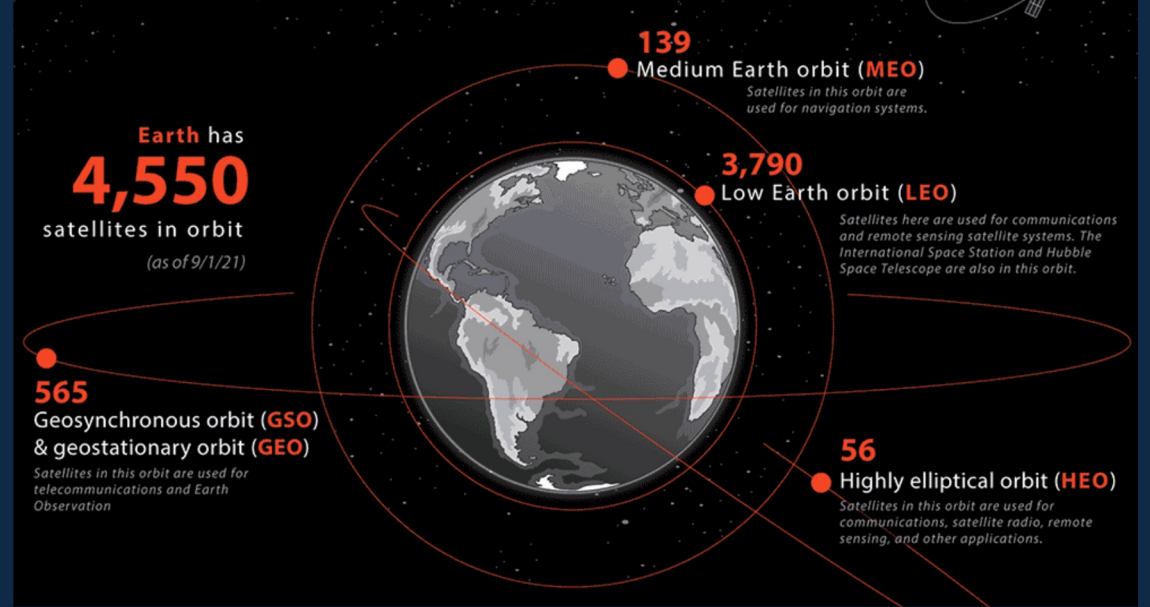 139
Medium Earth orbit (MEO)
Satellites in this orbit are
used for navigation systems.
Earth has
4,550
satellites in orbit
(as of 9/1/21)
3,790
Low Earth orbit (LEO)
Satellites here are used for communications
and remote sensing satellite systems. The
International Space Station and Hubble
Space Telescope are also in this orbit.
565
Geosynchronous orbit (GSO)
& geostationary orbit (GEO)
Satellites in this orbit are used for
telecommunications and Earth
Observation
56
Highly elliptical orbit (HEO)
Satellites in this orbit are used for
communications, satellite radio, remote
sensing, and other applications.